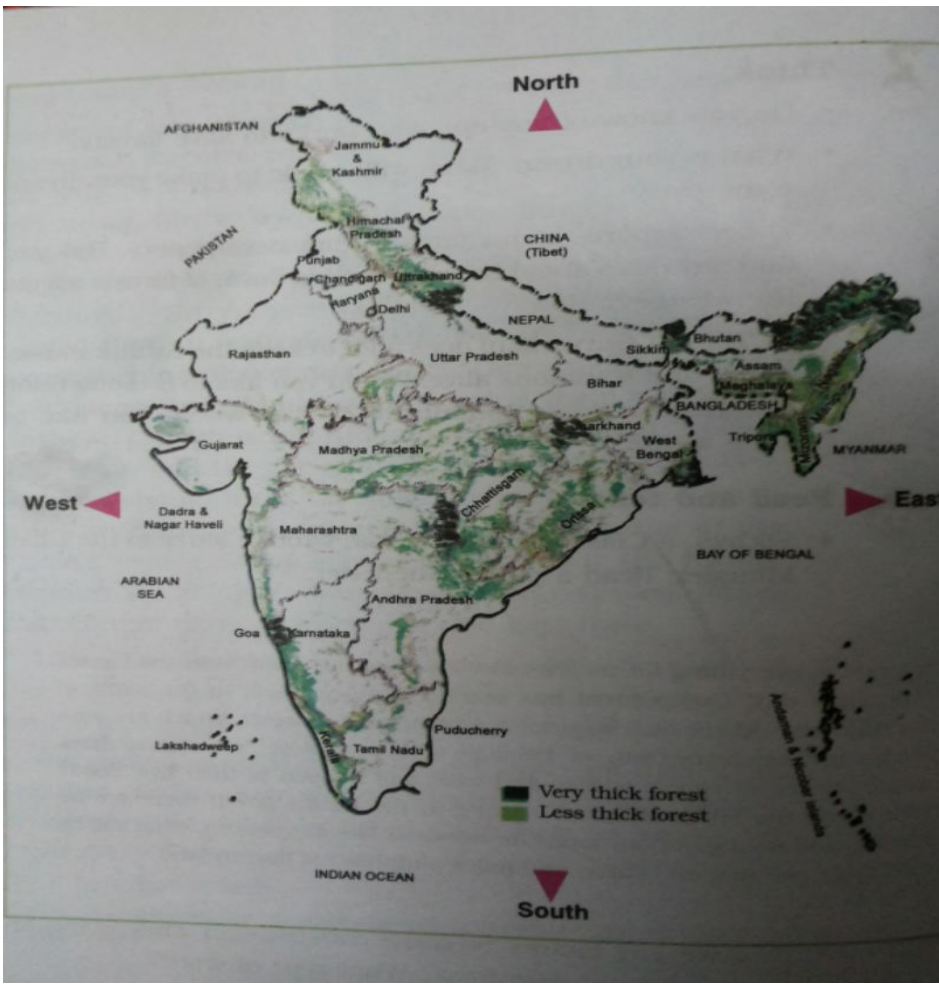 North
AFGHANISTAN
Jammu
&
Kashmir
Himachal
Pradesh
PAKISTAN
CHINA
(Tibet)
Punjab
Chandigarh
Uttrakhand
Haryana
Delhi
NEPAL
Bhutan
Sikkim
Rajasthan
Uttar Pradesh
Assam
Bihar
Meghalaya
BANGLADESH
Jharkhand
West
Bengal
Tripura
Mizoram
MYANMAR
Gujarat
Madhya Pradesh
Chhattisgarh
Orissa
West
East
Dadra &
Nagar Haveli
Maharashtra
BAY OF BENGAL
ARABIAN
SEA
Andhra Pradesh
Goa
Karnataka
Puducherry
Lakshadweep
Kerala
Tamil Nadu
Andaman & Nicobar islands
Very thick forest
Less thick forest
INDIAN OCEAN
South